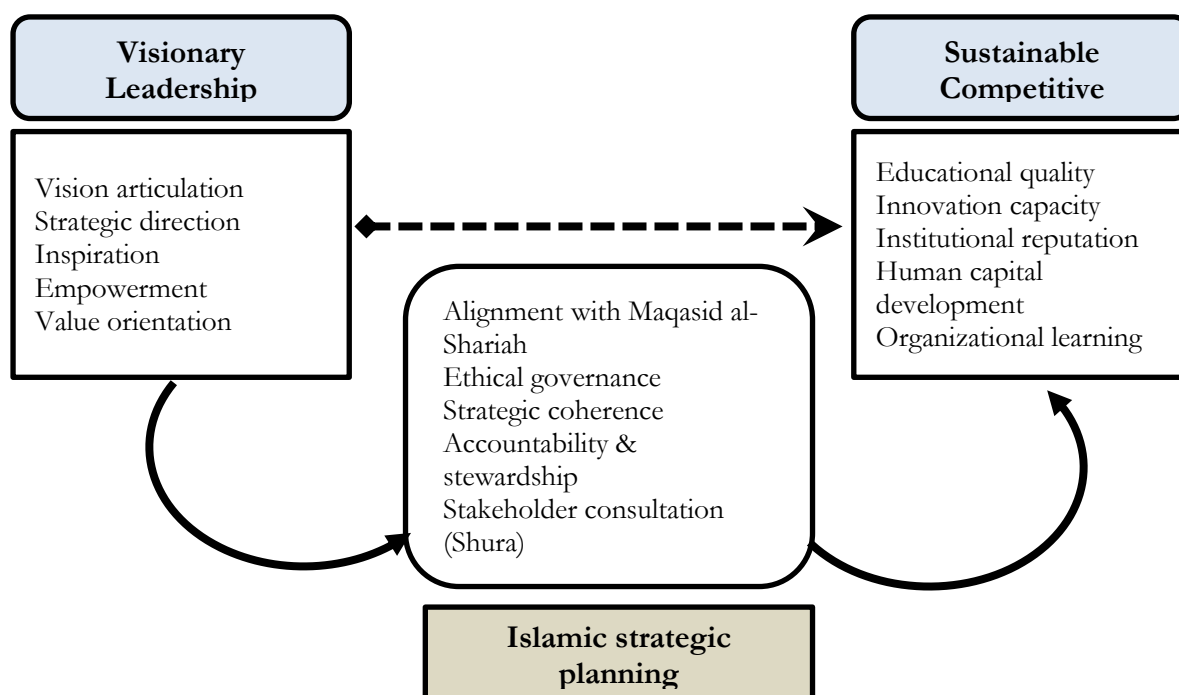 Visionary
Leadership
Sustainable
Competitive
Vision articulation
Strategic direction
Inspiration
Empowerment
Value orientation
Educational quality
Innovation capacity
Institutional reputation
Human capital
development
Organizational learning
Alignment with Maqasid al-
Shariah
Ethical governance
Strategic coherence
Accountability &
stewardship
Stakeholder consultation
(Shura)
Islamic strategic
planning